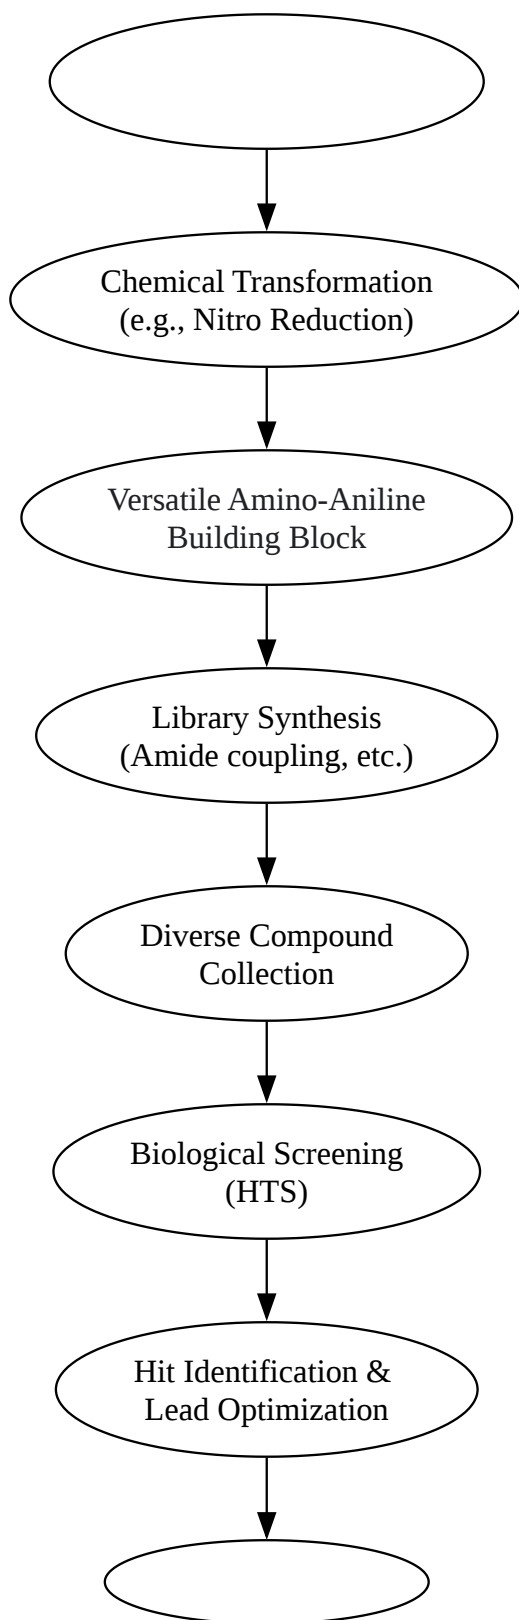 Chemical Transformation
(e.g., Nitro Reduction)
Versatile Amino-Aniline
Building Block
Library Synthesis
(Amide coupling, etc.)
Diverse Compound
Collection
Biological Screening
(HTS)
Hit Identification &
Lead Optimization